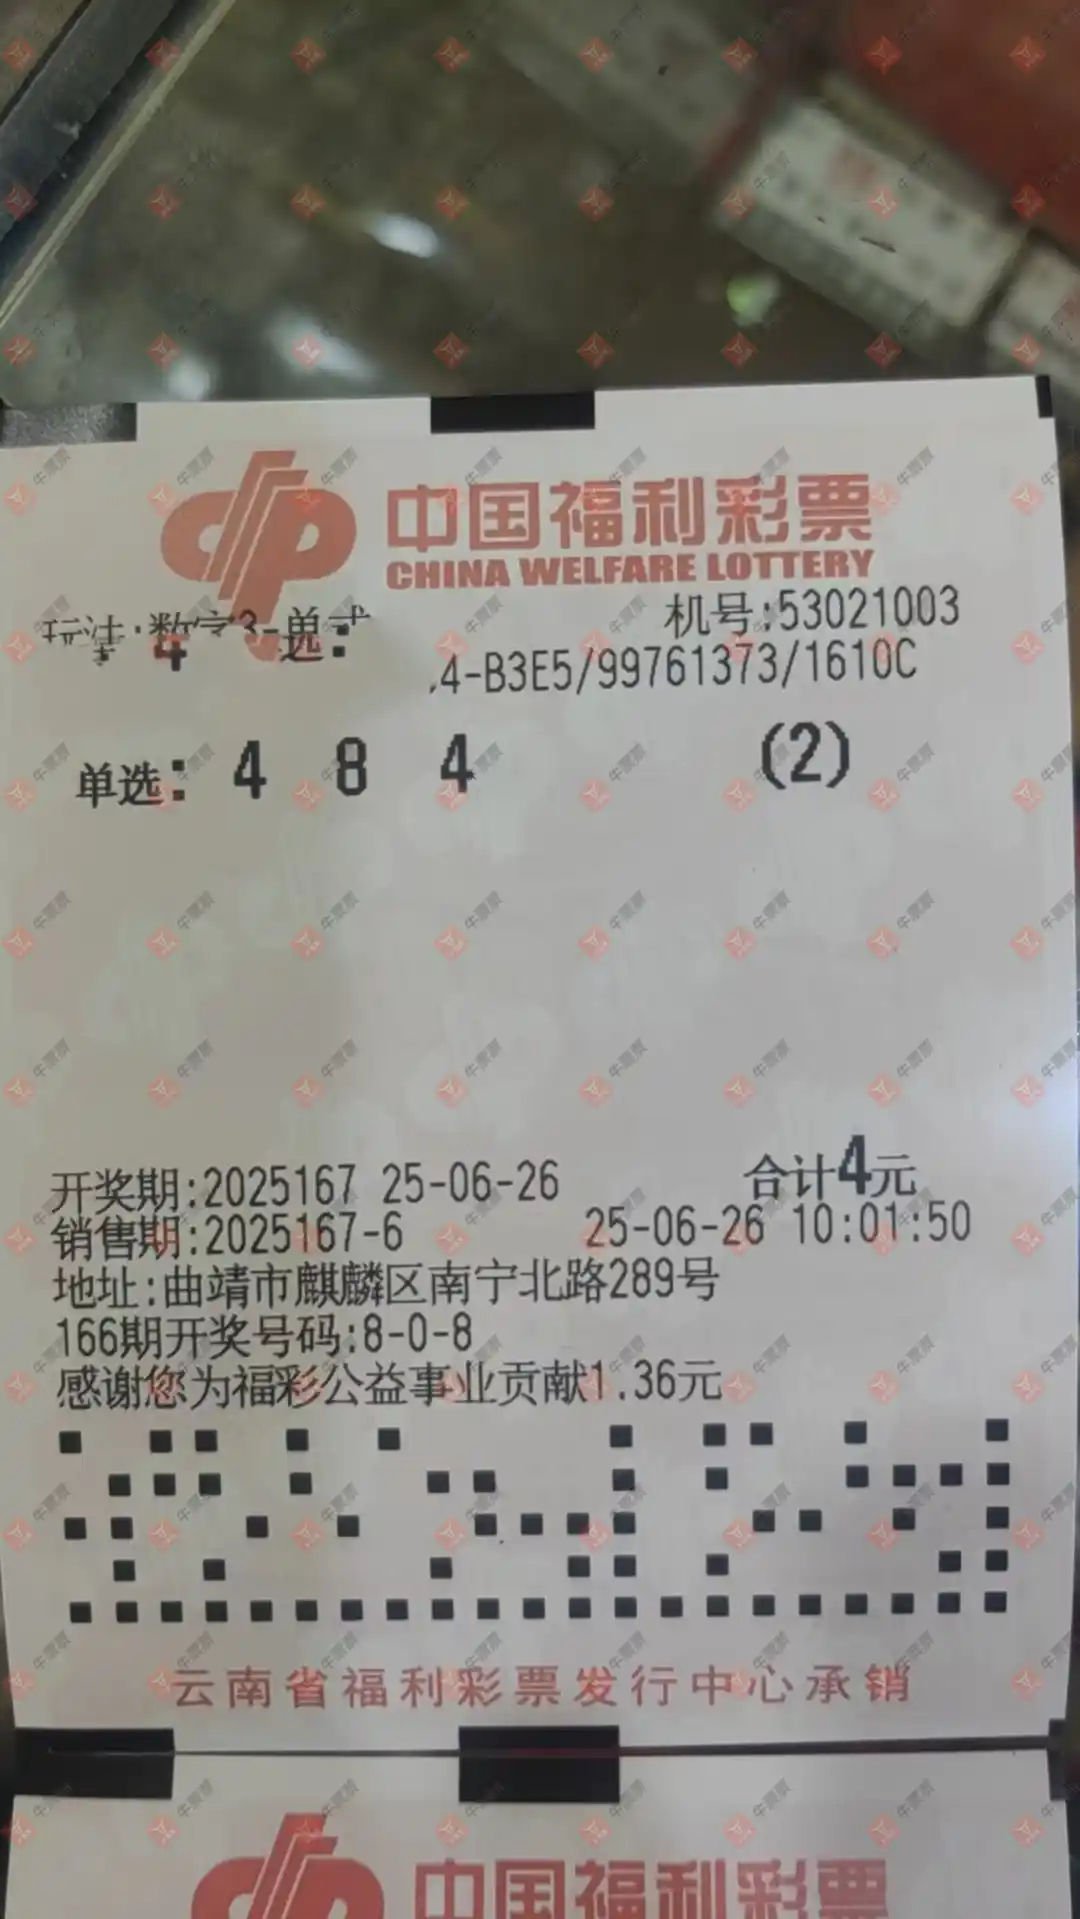 中国福利彩票
CHINA WELFARE LOTTERY
玩法:数字3-单式
机号:53021003
4-B3E5/99761373/1610C
单选: 4 8 4 (2)
开奖期:2025167 25-06-26 合计4元
销售期:2025167-6 25-06-26 10:01:50
地址:曲靖市麒麟区南宁北路289号
166期开奖号码:8-0-8
感谢您为福彩公益事业贡献1.36元
云南省福利彩票发行中心承销
中国福利彩票